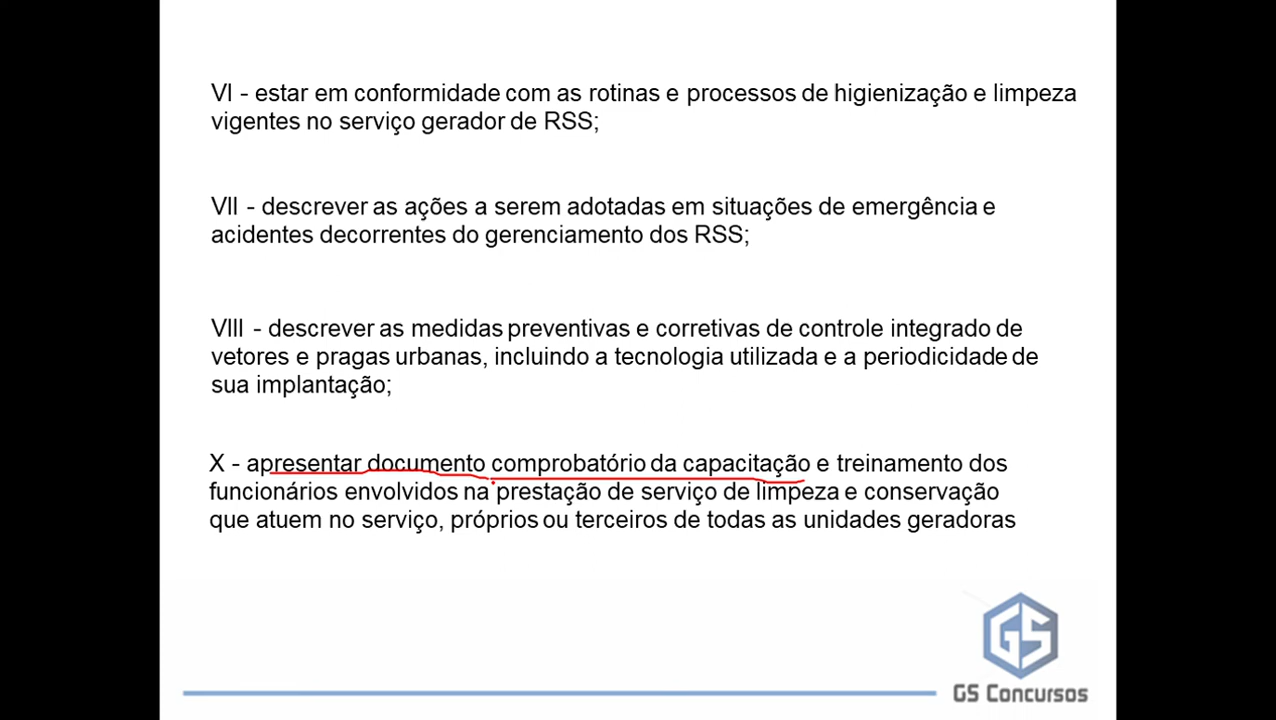 VI - estar em conformidade com as rotinas e processos de higienização e limpeza
vigentes no serviço gerador de RSS;
VII - descrever as ações a serem adotadas em situações de emergência e
acidentes decorrentes do gerenciamento dos RSS;
VIII - descrever as medidas preventivas e corretivas de controle integrado de
vetores e pragas urbanas, incluindo a tecnologia utilizada e a periodicidade de
sua implantação;
X - apresentar documento comprobatório da capacitação e treinamento dos
funcionários envolvidos na prestação de serviço de limpeza e conservação
que atuem no serviço, próprios ou terceiros de todas as unidades geradoras
GS
GS Concursos